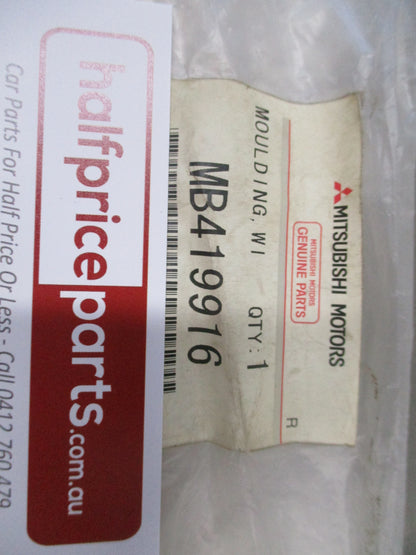 MITSUBISHI MOTORS
MITSUBISHI MOTORS
GENUINE PARTS
R
MOULDING, WI QTY: 1
MB419916
halfpriceparts.com.au
Car Parts For Half Price Or Less - Call 0412 760 479